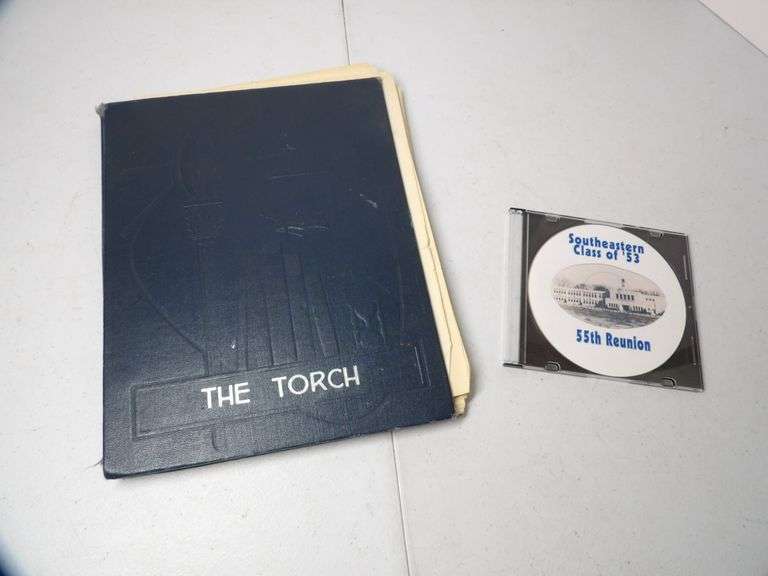 THE TORCH
Southeastern
Class of '53
55th Reunion